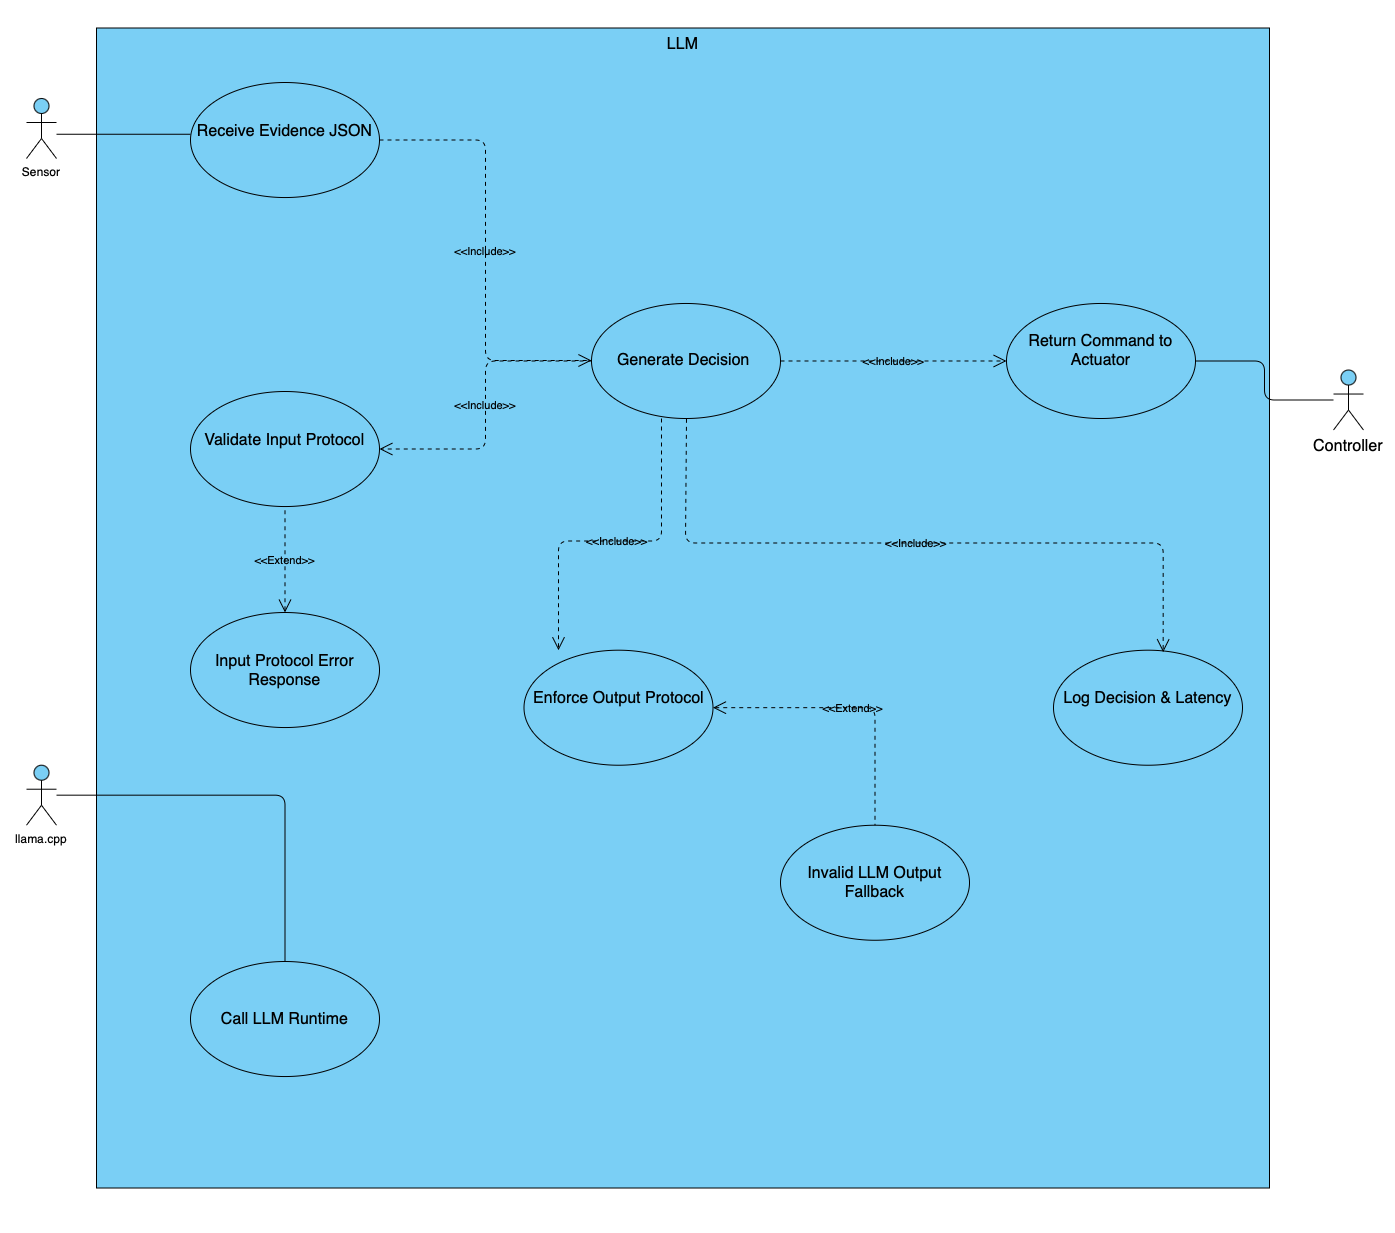 LLM
Receive Evidence JSON
Sensor
<<Include>>
Generate Decision
<<Include>>
Return Command to
Actuator
<<Include>>
Validate Input Protocol
Controller
<<Include>>
<<Include>>
<<Extend>>
Input Protocol Error
Response
Enforce Output Protocol
Log Decision & Latency
<<Extend>>
llama.cpp
Invalid LLM Output
Fallback
Call LLM Runtime